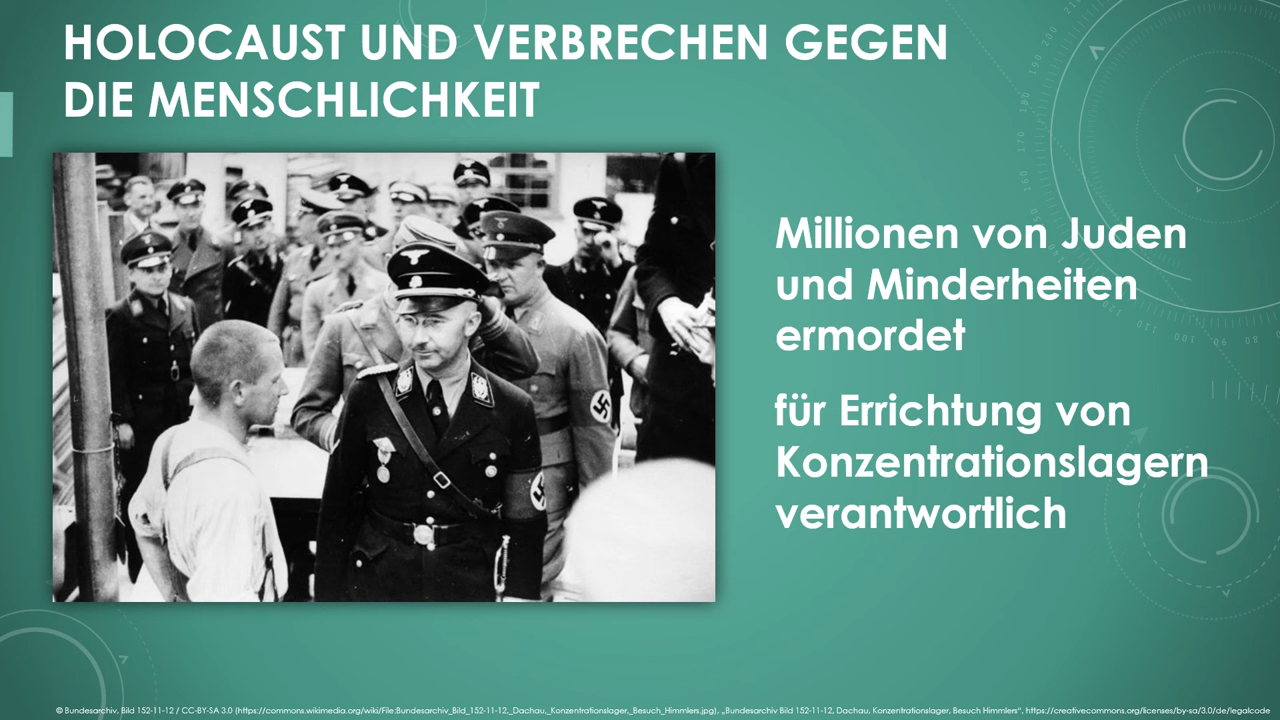 HOLOCAUST UND VERBRECHEN GEGEN
DIE MENSCHLICHKEIT
Millionen von Juden
und Minderheiten
ermordet
für Errichtung von
Konzentrationslagern
verantwortlich
© Bundesarchiv, Bild 152-11-12 / CC-BY-SA 3.0 (https://commons.wikimedia.org/wiki/File:Bundesarchiv_Bild_152-11-12,_Dachau,_Konzentrationslager,_Besuch_Himmlers.jpg), „Bundesarchiv Bild 152-11-12, Dachau, Konzentrationslager, Besuch Himmlers“, https://creativecommons.org/licenses/by-sa/3.0/de/legalcode